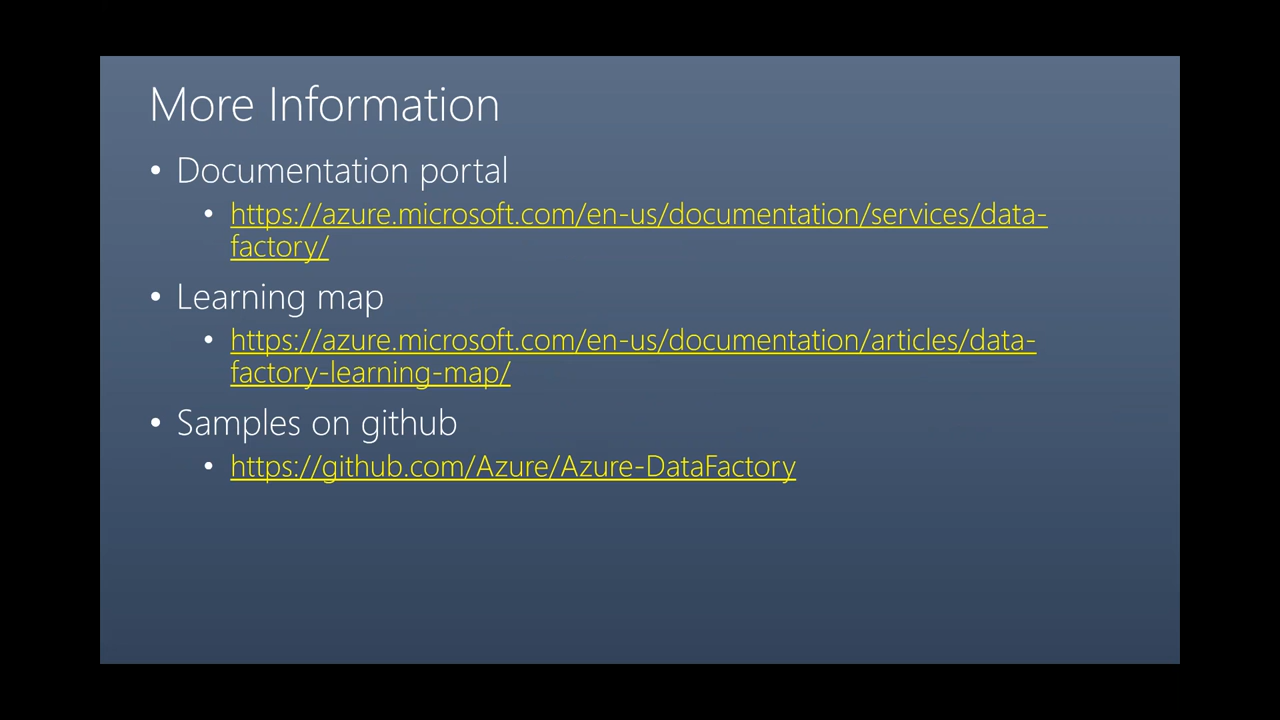 More Information
• Documentation portal
• https://azure.microsoft.com/en-us/documentation/services/data-
factory/
• Learning map
• https://azure.microsoft.com/en-us/documentation/articles/data-
factory-learning-map/
• Samples on github
• https://github.com/Azure/Azure-DataFactory